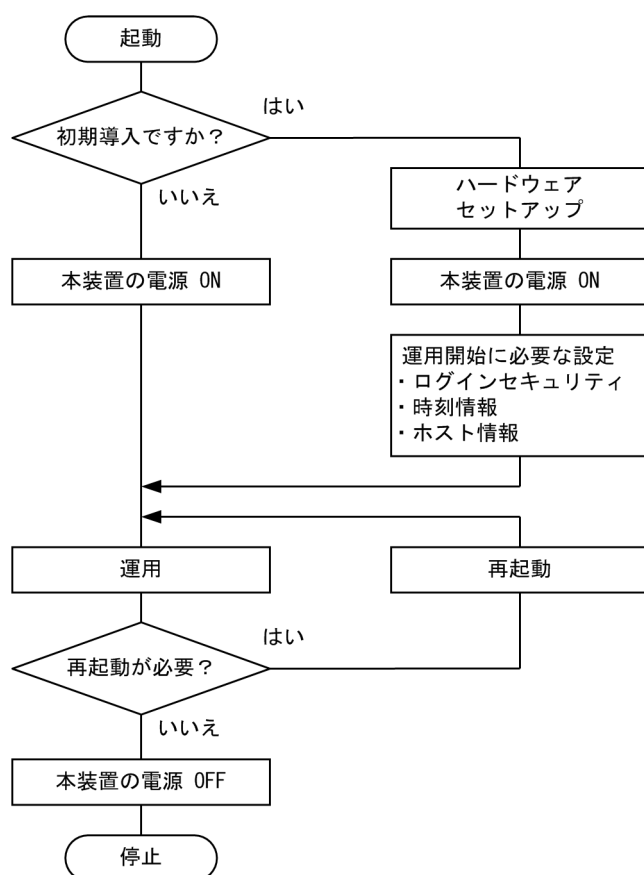 起動
初期導入ですか？
はい
いいえ
ハードウェア
セットアップ
本装置の電源 ON
本装置の電源 ON
運用開始に必要な設定
・ログインセキュリティ
・時刻情報
・ホスト情報
運用
再起動
再起動が必要？
はい
いいえ
本装置の電源 OFF
停止